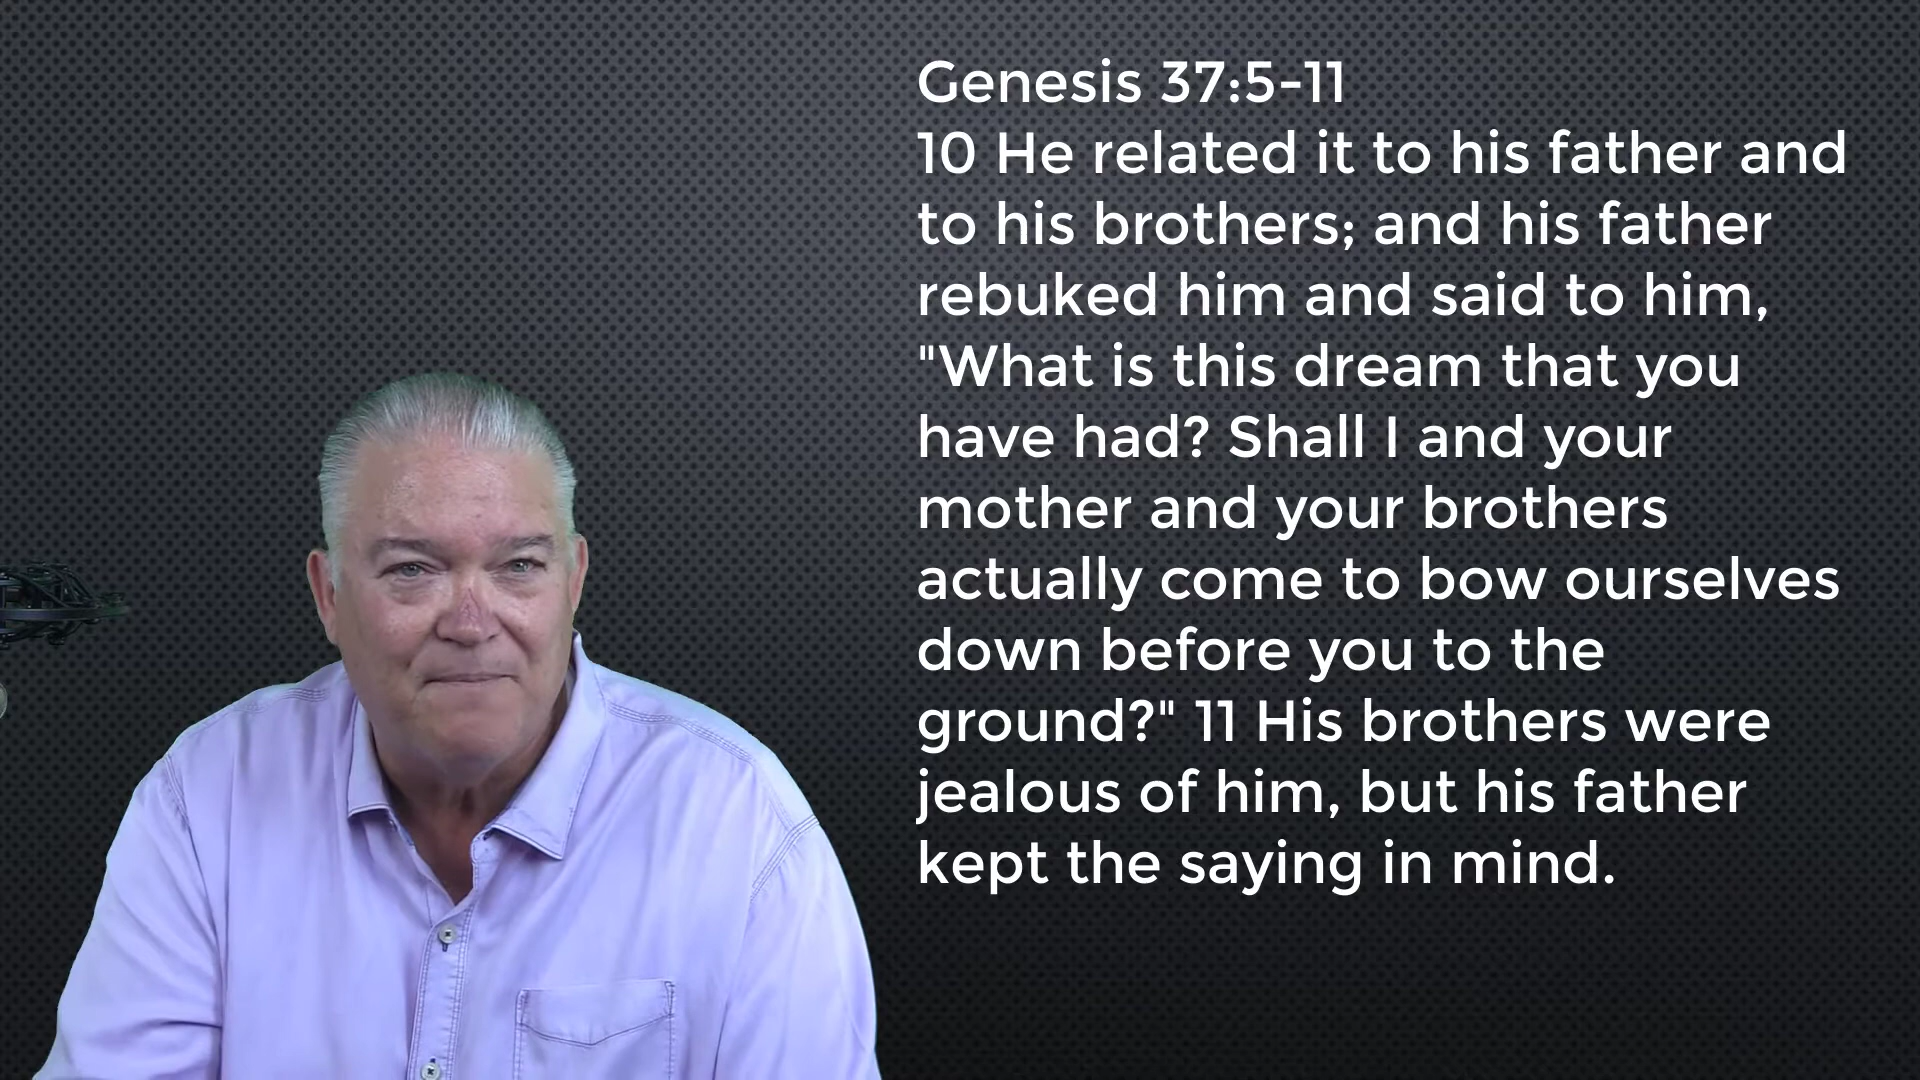 Genesis 37:5-11
10 He related it to his father and
to his brothers; and his father
rebuked him and said to him,
"What is this dream that you
have had? Shall I and your
mother and your brothers
actually come to bow ourselves
down before you to the
ground?" 11 His brothers were
jealous of him, but his father
kept the saying in mind.